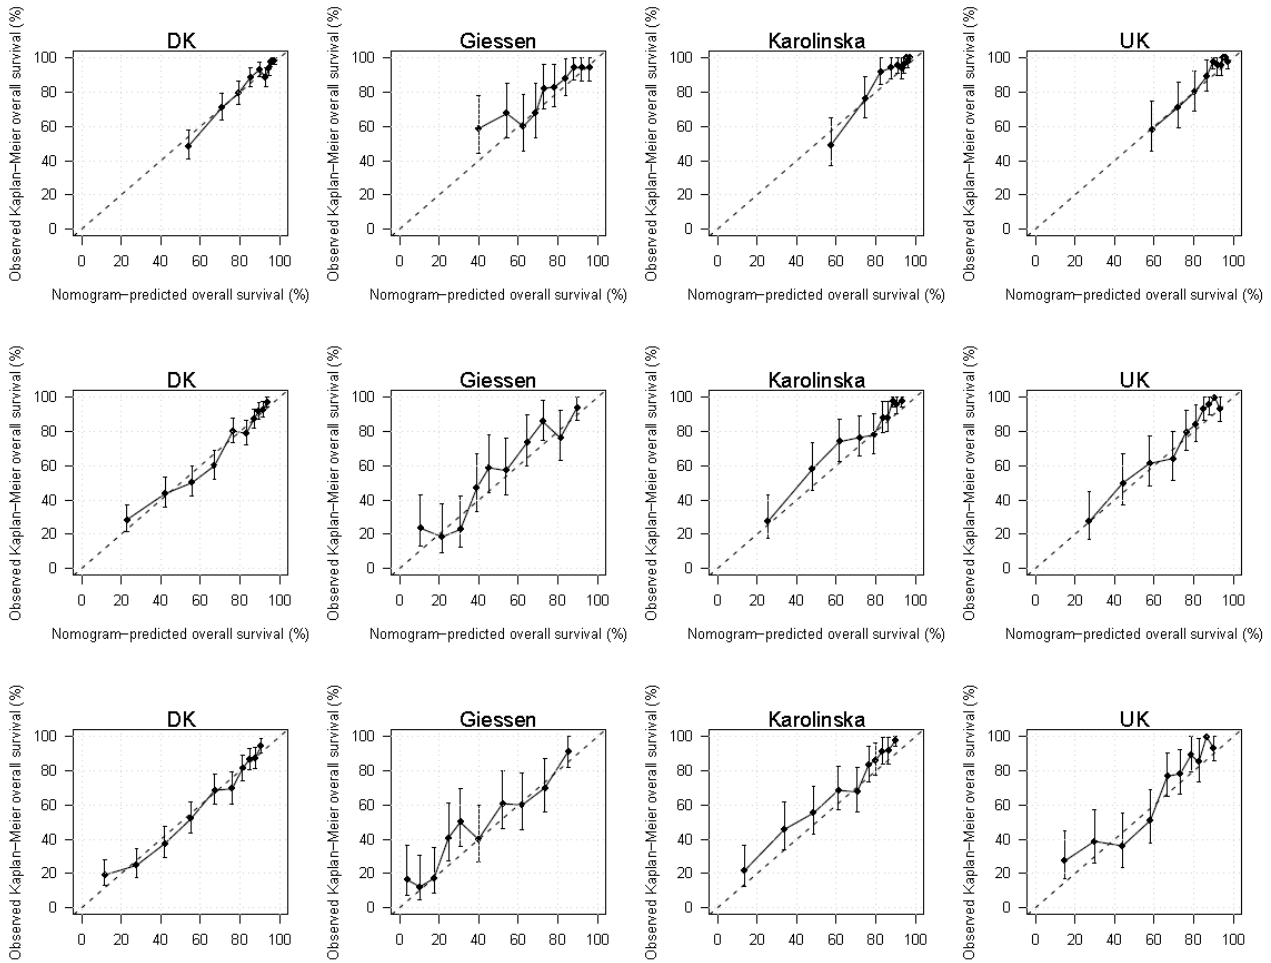 DK Giessen Karolinska UK
Observed Kaplan−Meier overall survival (%) Observed Kaplan−Meier overall survival (%) Observed Kaplan−Meier overall survival (%) Observed Kaplan−Meier overall survival (%)
100 100 100 100
80 80 80 80
60 60 60 60
40 40 40 40
20 20 20 20
0 0 0 0
0 20 40 60 80 100 0 20 40 60 80 100 0 20 40 60 80 100 0 20 40 60 80 100
Nomogram−predicted overall survival (%) Nomogram−predicted overall survival (%) Nomogram−predicted overall survival (%) Nomogram−predicted overall survival (%)
DK Giessen Karolinska UK
Observed Kaplan−Meier overall survival (%) Observed Kaplan−Meier overall survival (%) Observed Kaplan−Meier overall survival (%) Observed Kaplan−Meier overall survival (%)
100 100 100 100
80 80 80 80
60 60 60 60
40 40 40 40
20 20 20 20
0 0 0 0
0 20 40 60 80 100 0 20 40 60 80 100 0 20 40 60 80 100 0 20 40 60 80 100
Nomogram−predicted overall survival (%) Nomogram−predicted overall survival (%) Nomogram−predicted overall survival (%) Nomogram−predicted overall survival (%)
DK Giessen Karolinska UK
Observed Kaplan−Meier overall survival (%) Observed Kaplan−Meier overall survival (%) Observed Kaplan−Meier overall survival (%) Observed Kaplan−Meier overall survival (%)
100 100 100 100
80 80 80 80
60 60 60 60
40 40 40 40
20 20 20 20
0 0 0 0
0 20 40 60 80 100 0 20 40 60 80 100 0 20 40 60 80 100 0 20 40 60 80 100